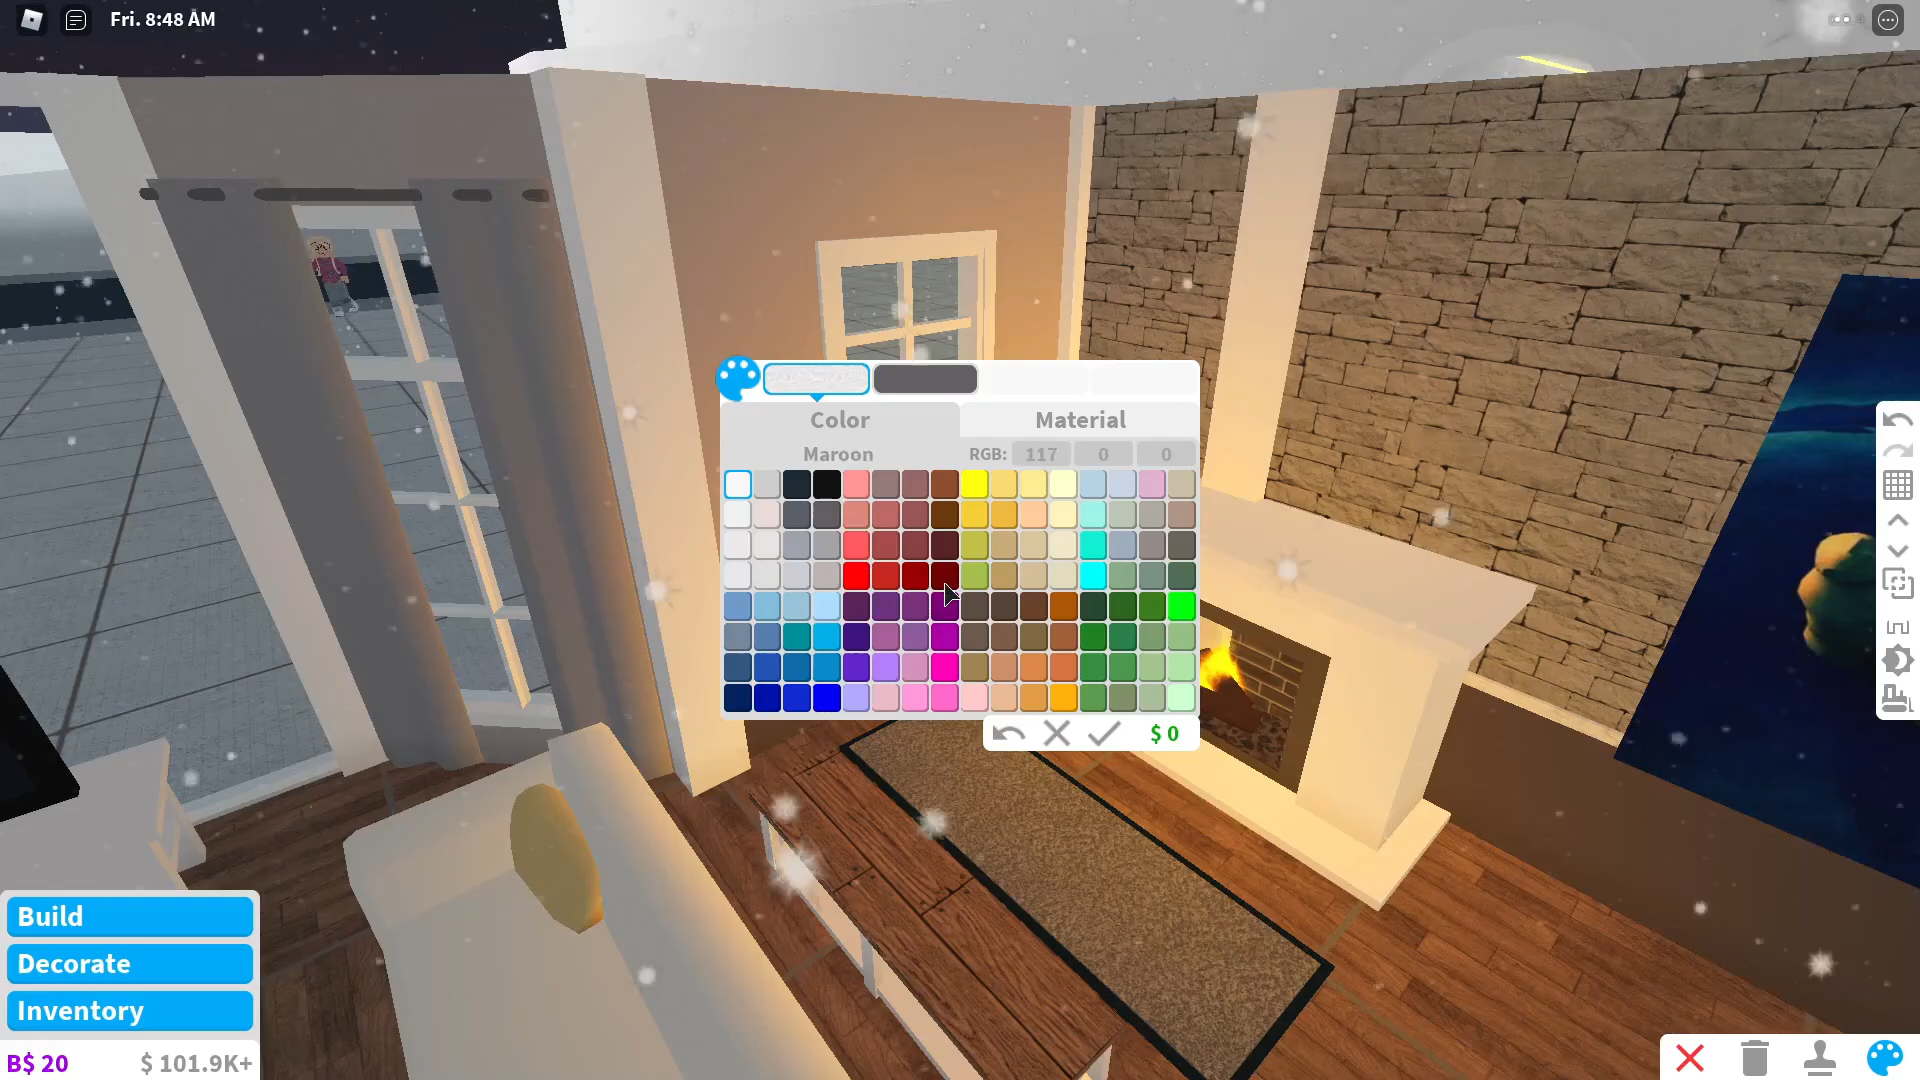 Fri. 8:48 AM
Color
Material
Maroon
RGB: 117 0 0
$ 0
Build
Decorate
Inventory
B$ 20
$ 101.9K+